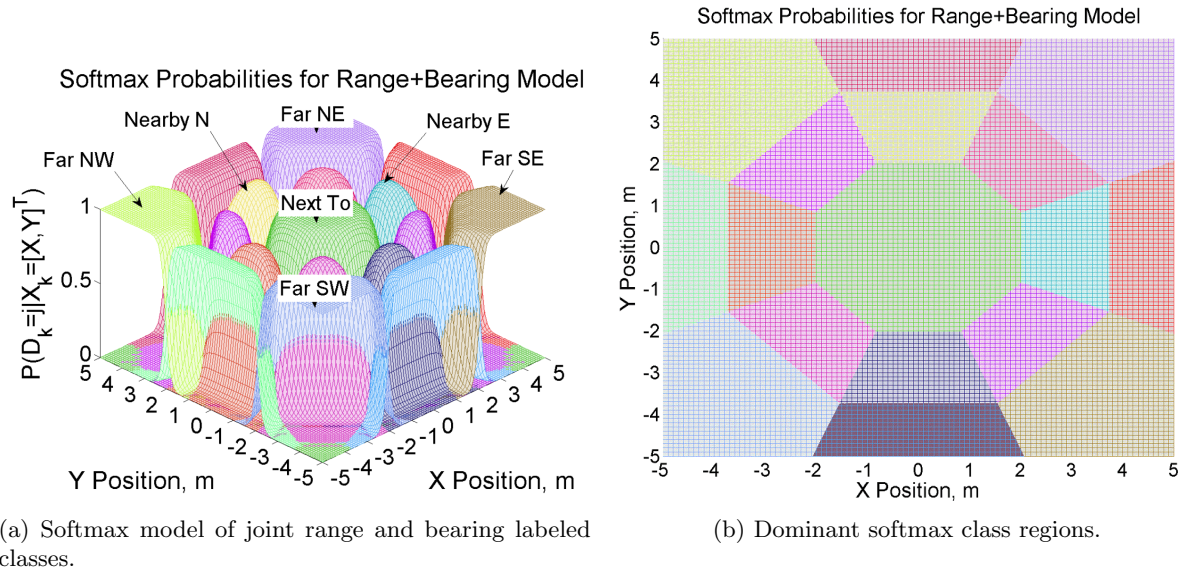 Softmax Probabilities for Range+Bearing Model
Far NE
Nearby N
Nearby E
Far NW
Far SE
Next To
Far SW
P(D_k=j|X_k=[X,Y]^T)
1
0.5
0
5
4
3
2
1
0
-1
-2
-3
-4
-5
Y Position, m
-5
-4
-3
-2
-1
0
1
2
3
4
5
X Position, m
(a) Softmax model of joint range and bearing labeled
classes.
Softmax Probabilities for Range+Bearing Model
5
4
3
2
1
0
-1
-2
-3
-4
-5
Y Position, m
-5 -4 -3 -2 -1 0 1 2 3 4 5
X Position, m
(b) Dominant softmax class regions.